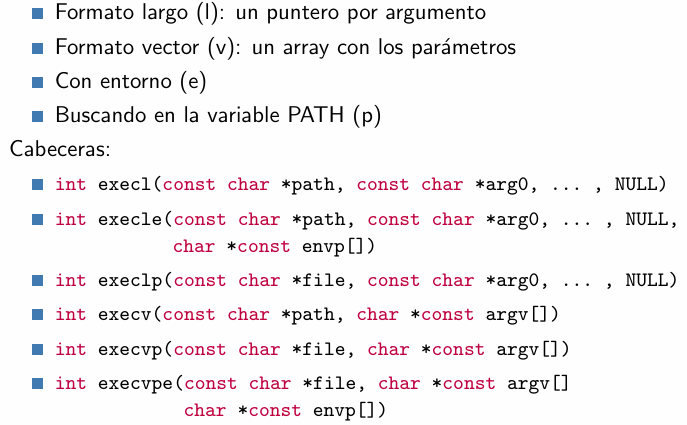 Formato largo (l): un puntero por argumento
Formato vector (v): un array con los parámetros
Con entorno (e)
Buscando en la variable PATH (p)
Cabeceras:
int execl(const char *path, const char *arg0, ... , NULL)
int execle(const char *path, const char *arg0, ... , NULL,
char *const envp[])
int execlp(const char *file, const char *arg0, ... , NULL)
int execv(const char *path, char *const argv[])
int execvp(const char *file, char *const argv[])
int execvpe(const char *file, char *const argv[]
char *const envp[])